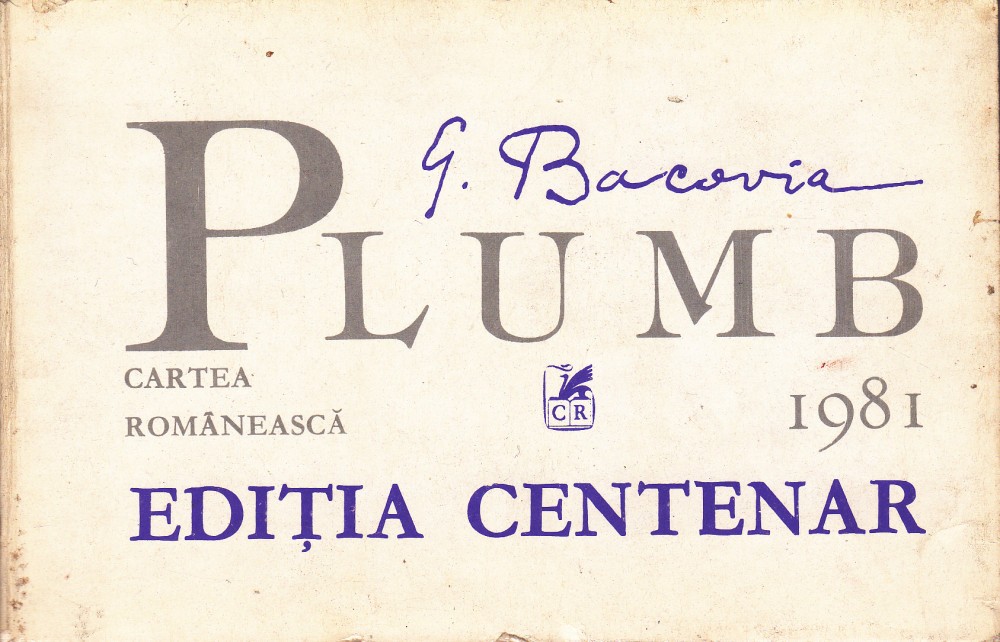 G. Bacovia
PLUMB
CARTEA
ROMÂNEASCĂ
CR
1981
EDIȚIA CENTENAR